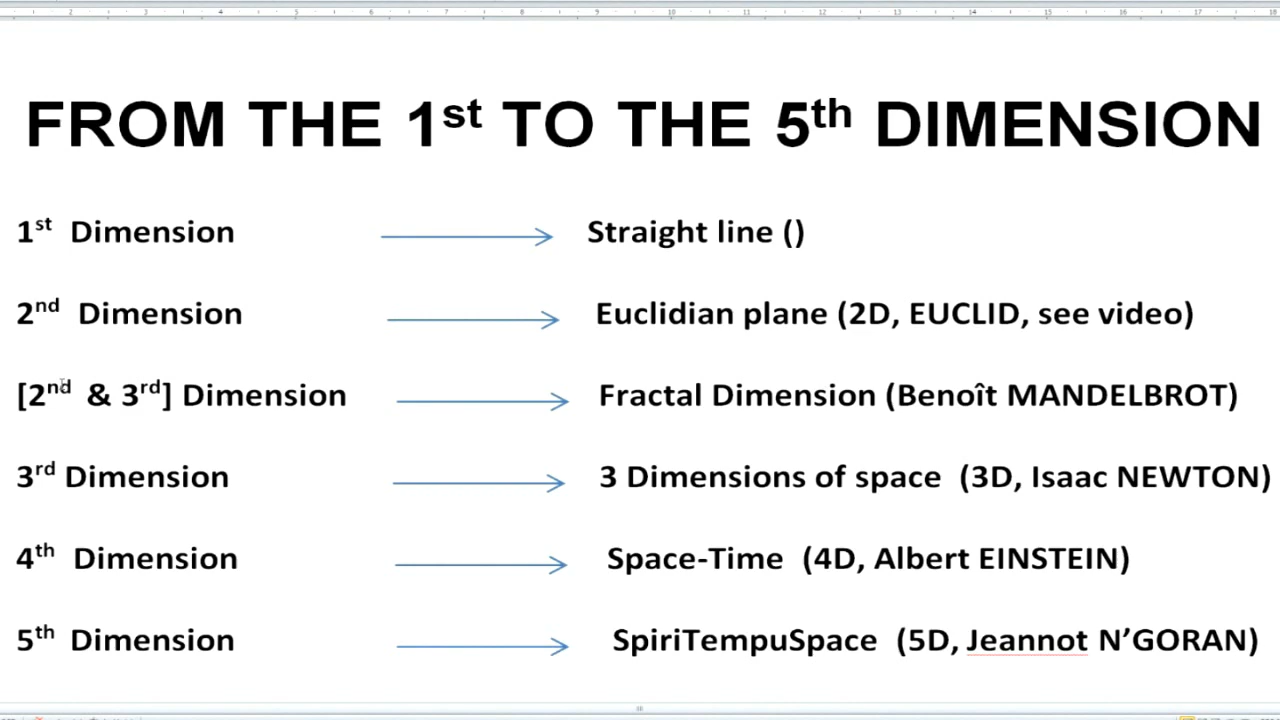 FROM THE 1st TO THE 5th DIMENSION
1st Dimension Straight line ()
2nd Dimension Euclidian plane (2D, EUCLID, see video)
[2nd & 3rd] Dimension Fractal Dimension (Benoît MANDELBROT)
3rd Dimension 3 Dimensions of space (3D, Isaac NEWTON)
4th Dimension Space-Time (4D, Albert EINSTEIN)
5th Dimension SpiriTempuSpace (5D, Jeannot N’GORAN)